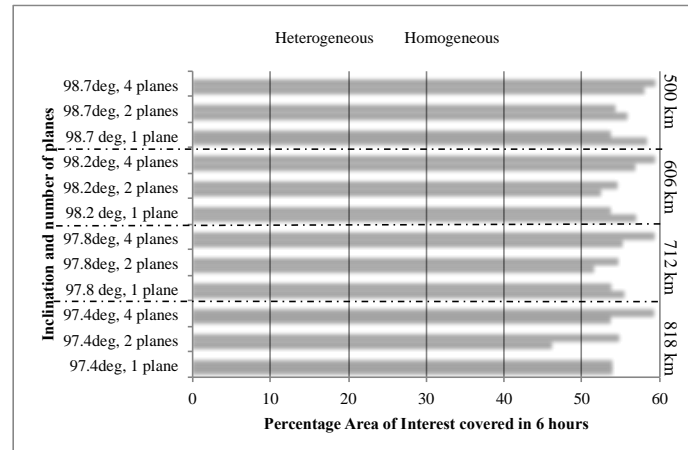 Heterogeneous Homogeneous
98.7deg, 4 planes
98.7deg, 2 planes
98.7 deg, 1 plane
98.2deg, 4 planes
98.2deg, 2 planes
98.2 deg, 1 plane
97.8deg, 4 planes
97.8deg, 2 planes
97.8 deg, 1 plane
97.4deg, 4 planes
97.4deg, 2 planes
97.4deg, 1 plane
Inclination and number of planes
500 km
606 km
712 km
818 km
0 10 20 30 40 50 60
Percentage Area of Interest covered in 6 hours